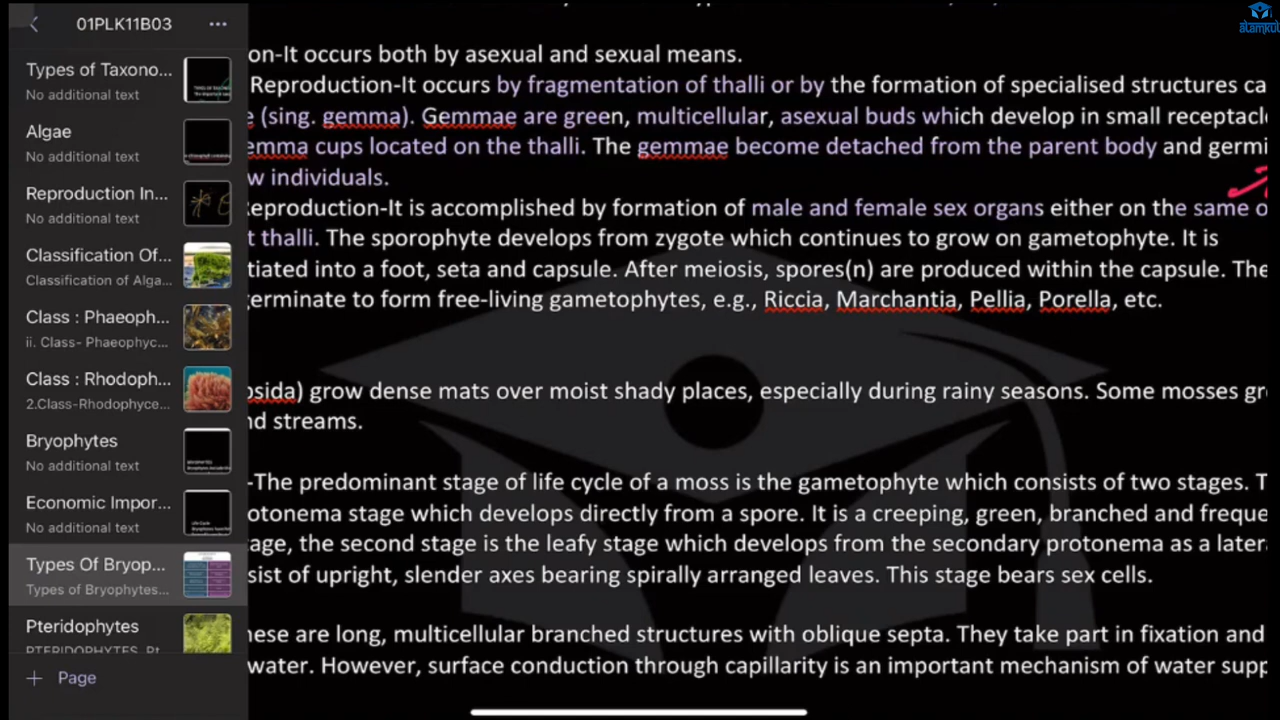 01PLK11B03
Types of Taxono...
No additional text
Algae
No additional text
Reproduction In...
No additional text
Classification Of...
Classification of Alga...
Class : Phaeoph...
ii. Class- Phaeophyc...
Class : Rhodoph...
2.Class-Rhodophyce...
Bryophytes
No additional text
Economic Impor...
No additional text
Types Of Bryop...
Types of Bryophytes...
Pteridophytes
PTERIDOPHYTES, Pt
Page
on-It occurs both by asexual and sexual means.
Reproduction-It occurs by fragmentation of thalli or by the formation of specialised structures ca
e (sing. gemma). Gemmae are green, multicellular, asexual buds which develop in small receptacl
emma cups located on the thalli. The gemmae become detached from the parent body and germi
w individuals.
Reproduction-It is accomplished by formation of male and female sex organs either on the same o
t thalli. The sporophyte develops from zygote which continues to grow on gametophyte. It is
tiated into a foot, seta and capsule. After meiosis, spores(n) are produced within the capsule. The
germinate to form free-living gametophytes, e.g., Riccia, Marchantia, Pellia, Porella, etc.
osida) grow dense mats over moist shady places, especially during rainy seasons. Some mosses gr
nd streams.
-The predominant stage of life cycle of a moss is the gametophyte which consists of two stages. T
otonema stage which develops directly from a spore. It is a creeping, green, branched and freque
age, the second stage is the leafy stage which develops from the secondary protonema as a later
sist of upright, slender axes bearing spirally arranged leaves. This stage bears sex cells.
hese are long, multicellular branched structures with oblique septa. They take part in fixation and
water. However, surface conduction through capillarity is an important mechanism of water supp